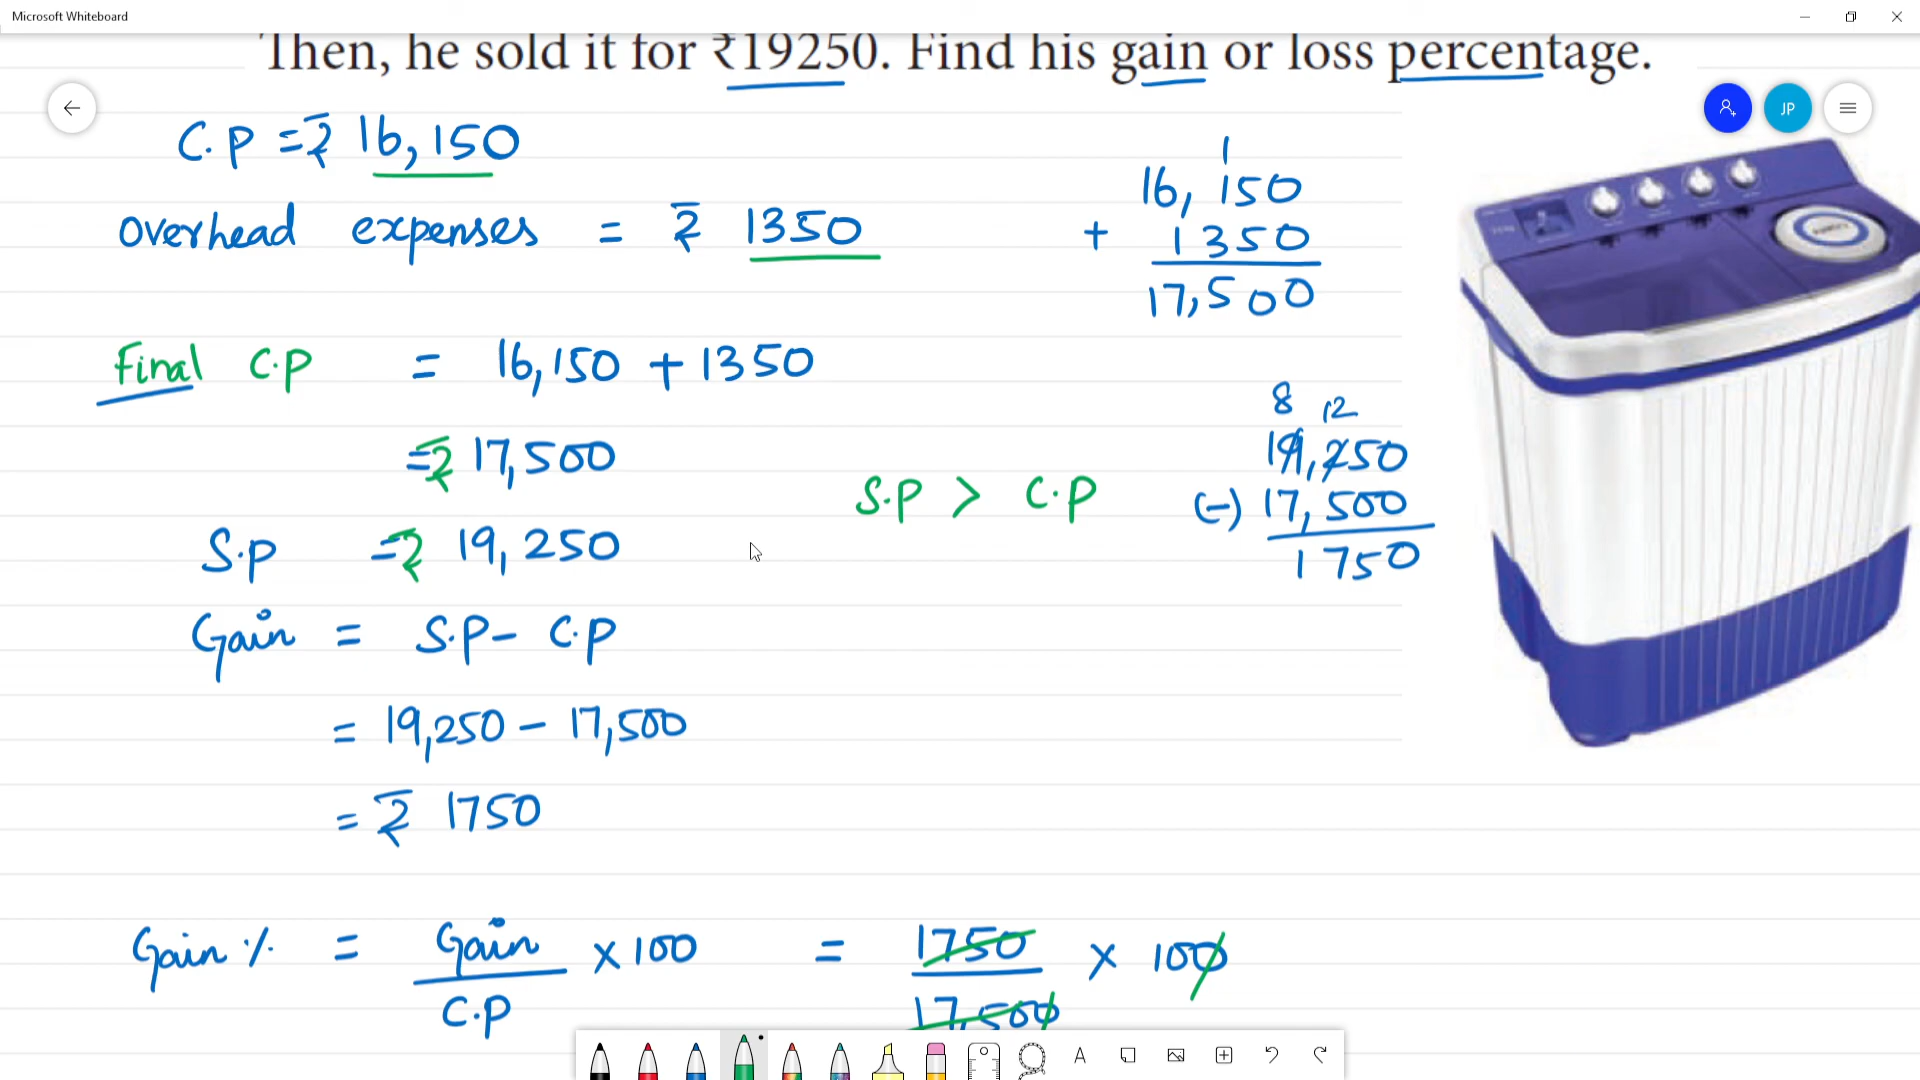 Microsoft Whiteboard
Then, he sold it for ₹19250. Find his gain or loss percentage.
JP
C.P = ₹ 16,150
overhead expenses = ₹ 1350
1
16,150
+ 1350
17,500
Final C.P = 16,150 + 1350
= ₹ 17,500
S.P > C.P
8 12
19,250
(-) 17,500
1750
S.P = ₹ 19,250
Gain = S.P - C.P
= 19,250 - 17,500
= ₹ 1750
Gain % = Gain / C.P × 100 = 1750 / 17,500 × 100
A